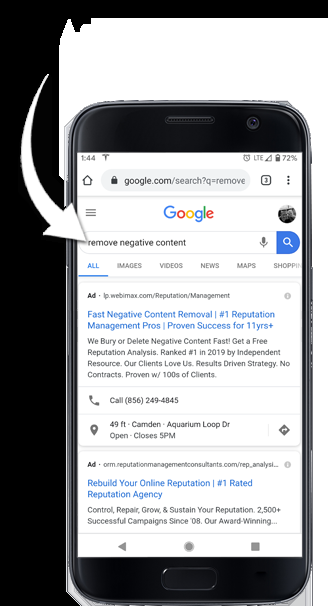 1:44 LTE 72%
google.com/search?q=remove 3
Google
remove negative content
ALL IMAGES VIDEOS NEWS MAPS SHOPPIN
Ad · lp.webimax.com/Reputation/Management
Fast Negative Content Removal | #1 Reputation
Management Pros | Proven Success for 11yrs+
We Bury or Delete Negative Content Fast! Get a Free
Reputation Analysis. Ranked #1 in 2019 by Independent
Resource. Our Clients Love Us. Results Driven Strategy. No
Contracts. Proven w/ 100s of Clients.
Call (856) 249-4845
49 ft · Camden · Aquarium Loop Dr
Open · Closes 5PM
Ad · orm.reputationmanagementconsultants.com/rep_analysi...
Rebuild Your Online Reputation | #1 Rated
Reputation Agency
Control, Repair, Grow, & Sustain Your Reputation. 2,500+
Successful Campaigns Since '08. Our Award-Winning...